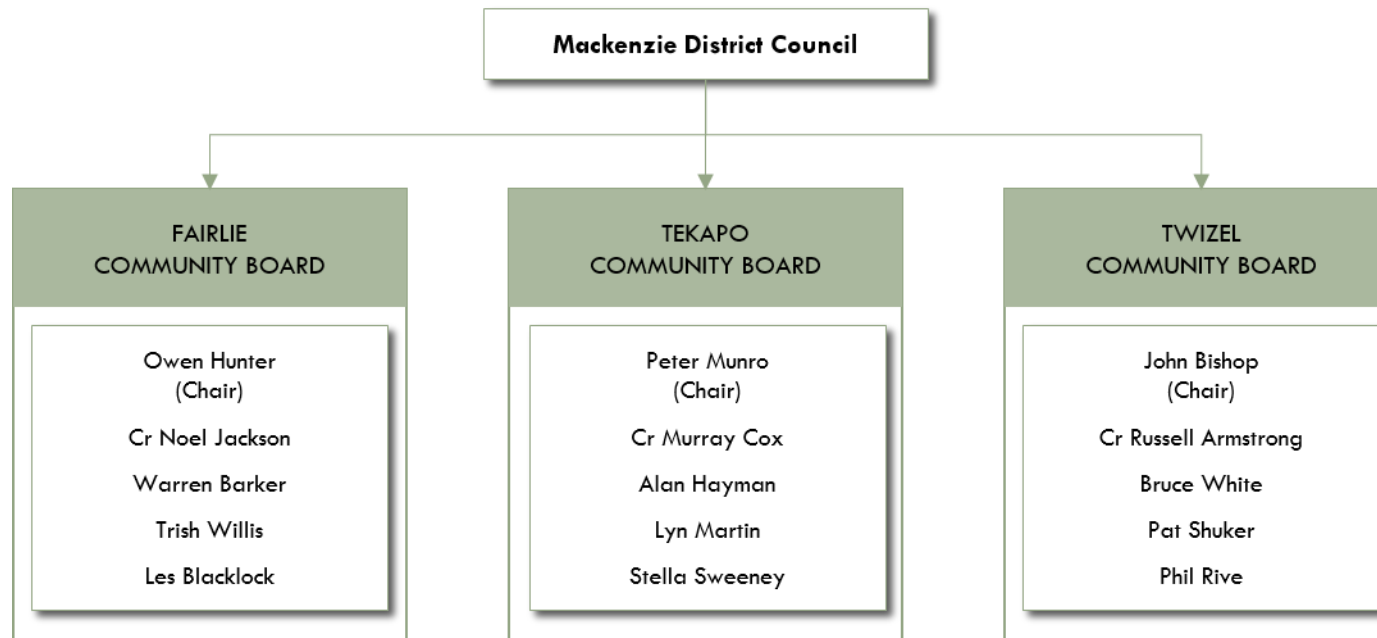 Mackenzie District Council
FAIRLIE
COMMUNITY BOARD
Owen Hunter
(Chair)
Cr Noel Jackson
Warren Barker
Trish Willis
Les Blacklock
TEKAPO
COMMUNITY BOARD
Peter Munro
(Chair)
Cr Murray Cox
Alan Hayman
Lyn Martin
Stella Sweeney
TWIZEL
COMMUNITY BOARD
John Bishop
(Chair)
Cr Russell Armstrong
Bruce White
Pat Shuker
Phil Rive